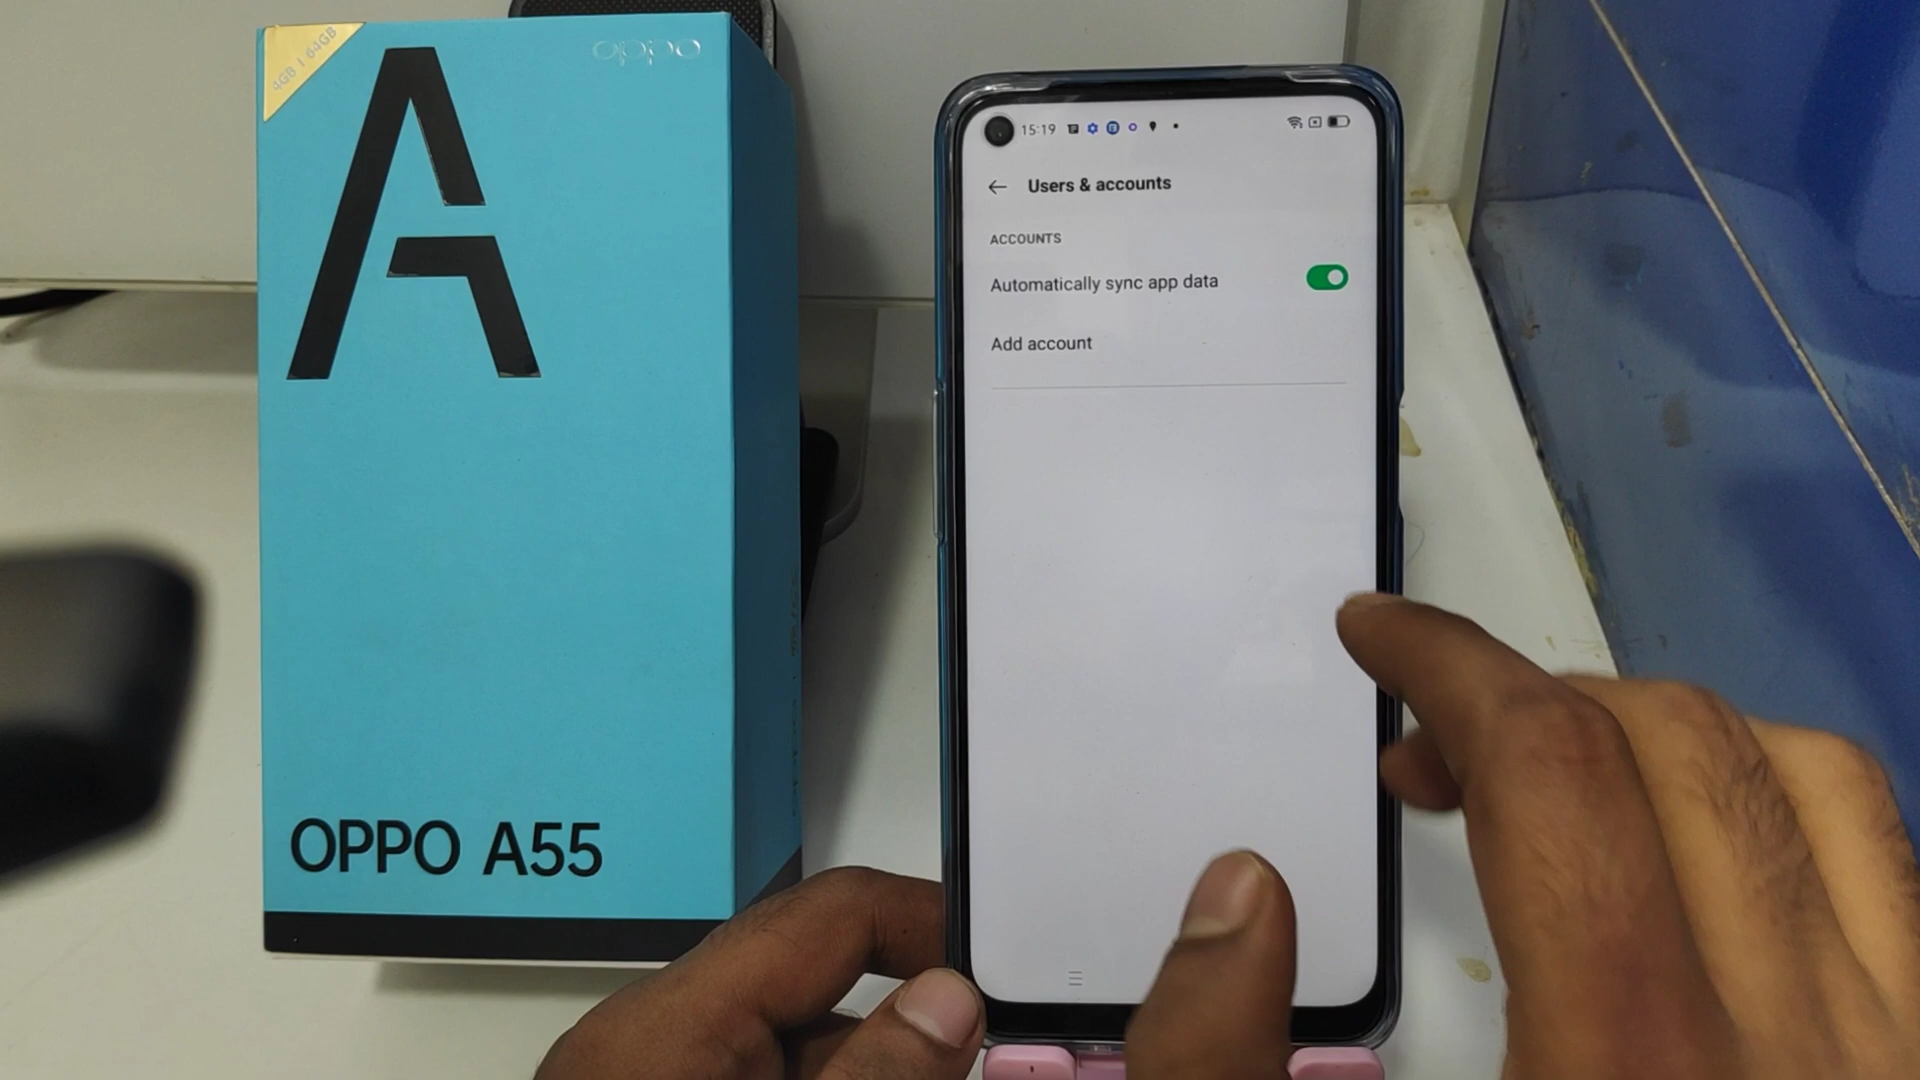 4GB | 64GB
oppo
OPPO A55
15:19
Users & accounts
ACCOUNTS
Automatically sync app data
Add account